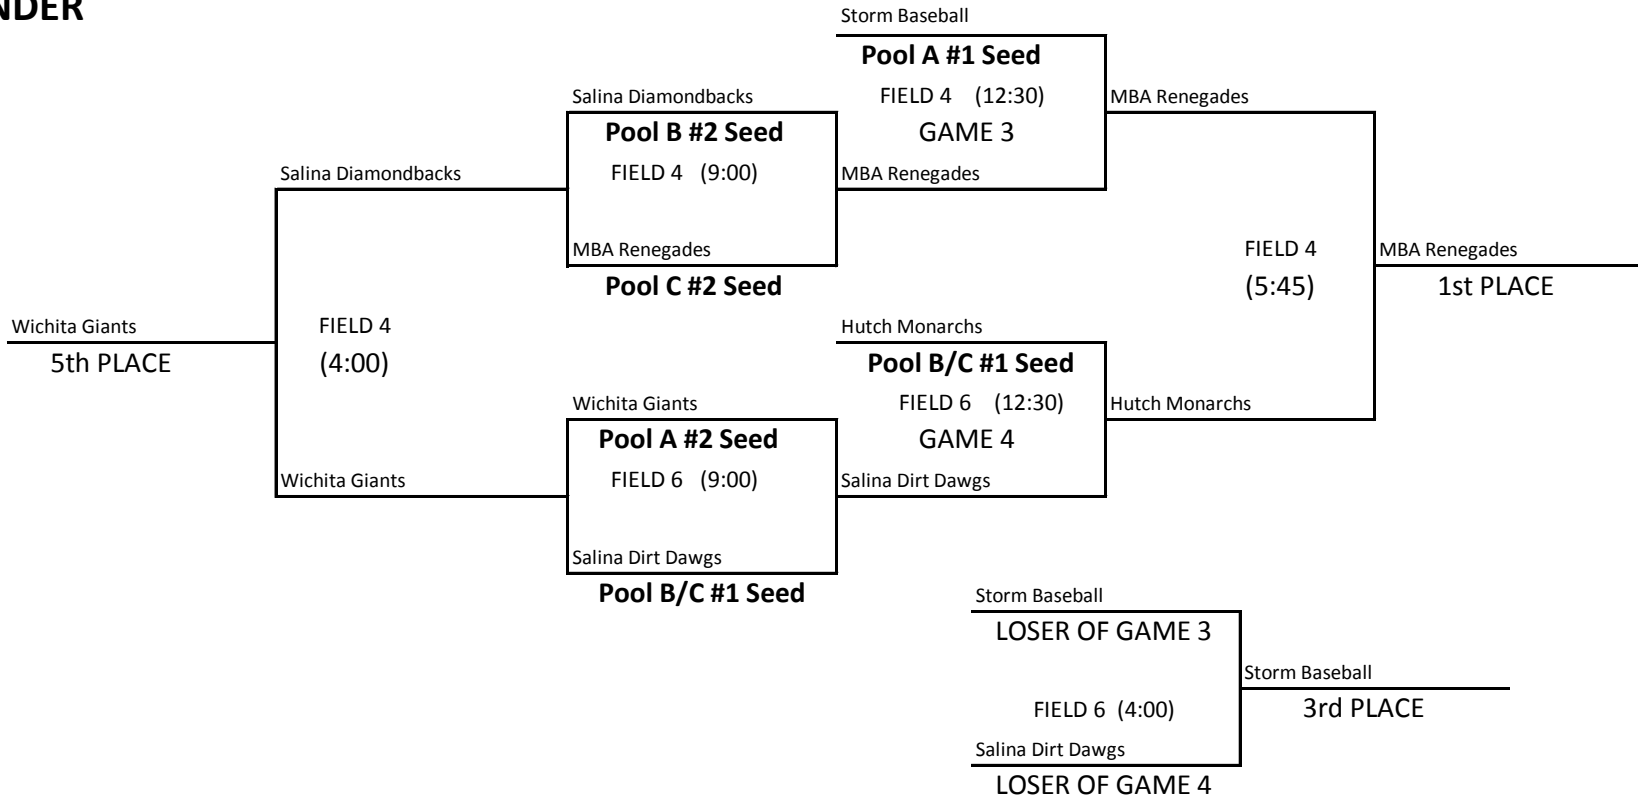 NDER
Storm Baseball
Pool A #1 Seed
Salina Diamondbacks
FIELD 4 (12:30)
MBA Renegades
Pool B #2 Seed
GAME 3
Salina Diamondbacks
FIELD 4 (9:00)
MBA Renegades
MBA Renegades
FIELD 4
MBA Renegades
Pool C #2 Seed
(5:45)
1st PLACE
Wichita Giants
FIELD 4
Hutch Monarchs
5th PLACE
(4:00)
Pool B/C #1 Seed
Wichita Giants
FIELD 6 (12:30)
Hutch Monarchs
Pool A #2 Seed
GAME 4
Wichita Giants
FIELD 6 (9:00)
Salina Dirt Dawgs
Salina Dirt Dawgs
Pool B/C #1 Seed
Storm Baseball
LOSER OF GAME 3
Storm Baseball
FIELD 6 (4:00)
3rd PLACE
Salina Dirt Dawgs
LOSER OF GAME 4